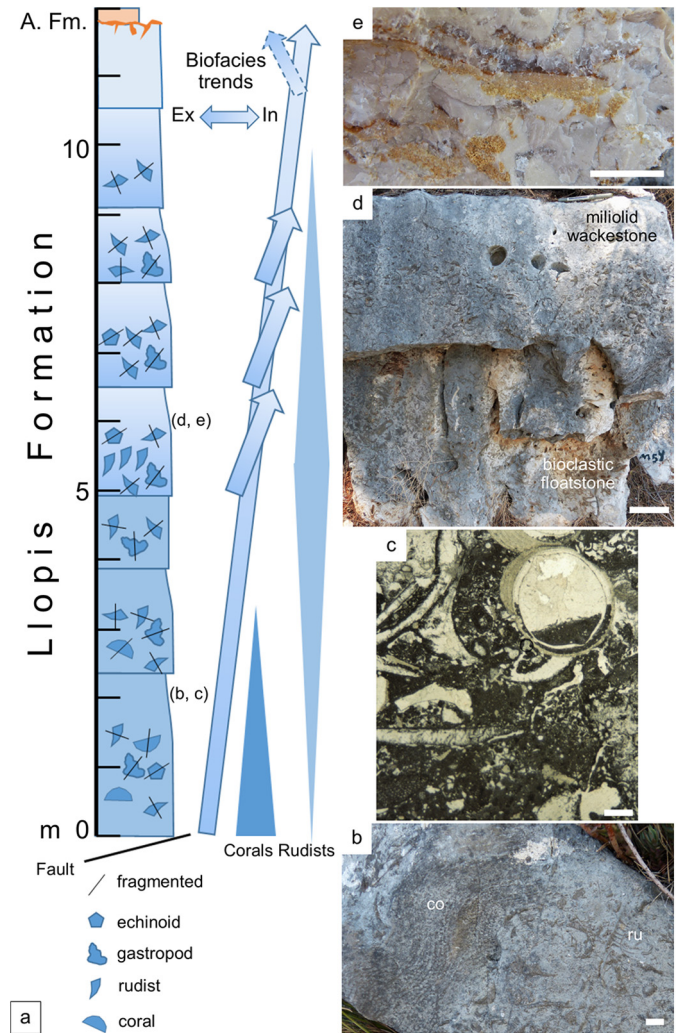 A. Fm.
Biofacies
trends
Ex
In
10
5
m 0
Llopis Formation
(d, e)
(b, c)
Corals Rudists
Fault
fragmented
echinoid
gastropod
rudist
coral
a
e
d
miliolid
wackestone
bioclastic
floatstone
c
b
co
ru